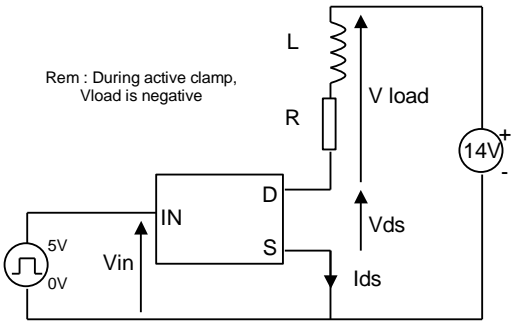 L
Rem : During active clamp,
Vload is negative
V load
R
14V
+
-
D
IN
Vds
S
5V
Vin
0V
Ids